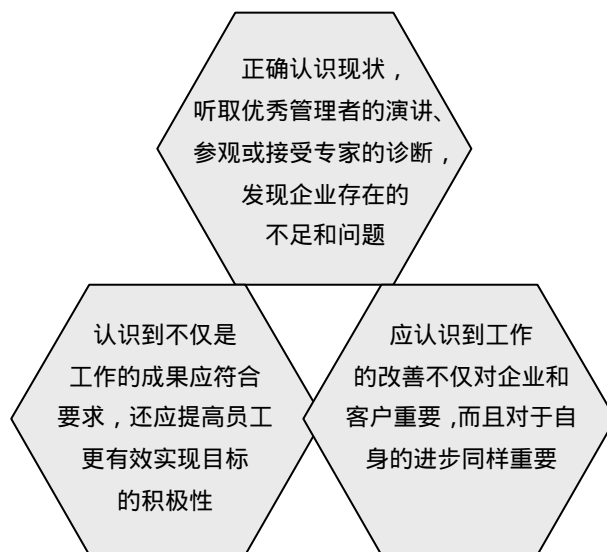 正确认识现状，
听取优秀管理者的演讲、
参观或接受专家的诊断，
发现企业存在的
不足和问题
认识到不仅是
工作的成果应符合
要求，还应提高员工
更有效实现目标
的积极性
应认识到工作
的改善不仅对企业和
客户重要，而且对于自
身的进步同样重要